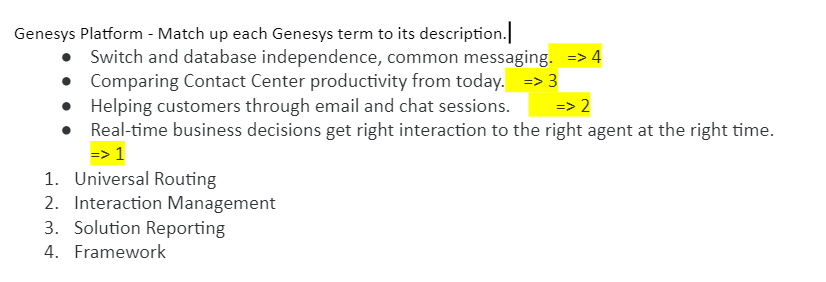 Genesys Platform - Match up each Genesys term to its description.
● Switch and database independence, common messaging. => 4
● Comparing Contact Center productivity from today. => 3
● Helping customers through email and chat sessions. => 2
● Real-time business decisions get right interaction to the right agent at the right time.
=> 1
1. Universal Routing
2. Interaction Management
3. Solution Reporting
4. Framework